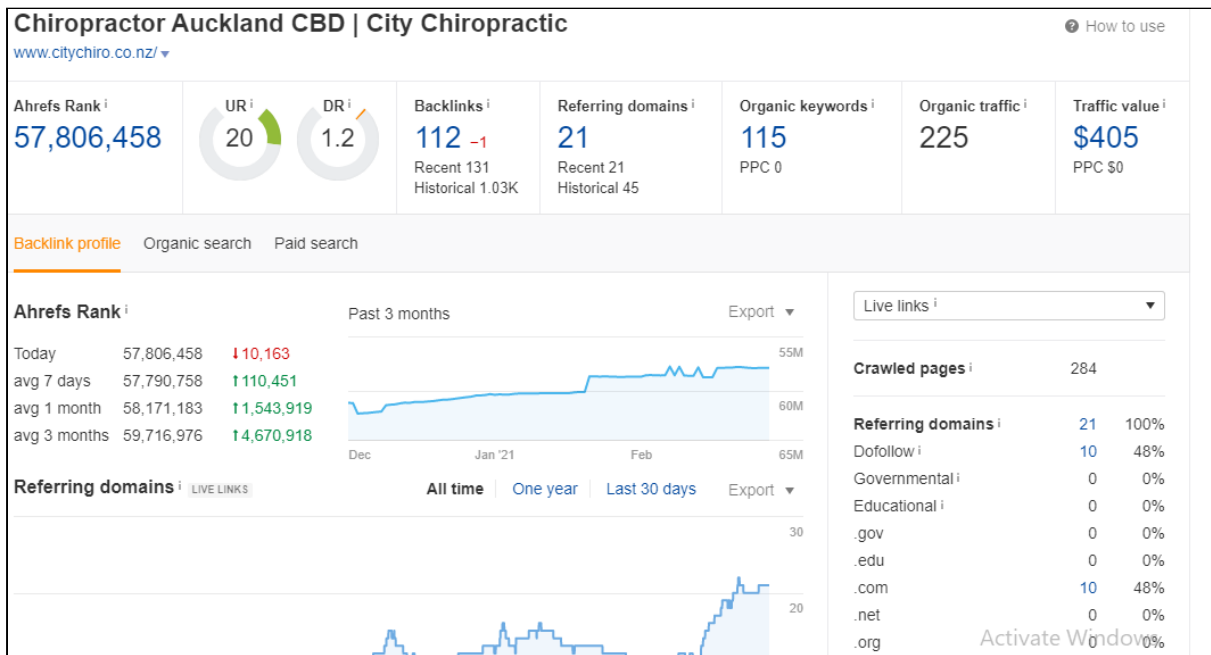 Chiropractor Auckland CBD | City Chiropractic
How to use
www.citychiro.co.nz/
Ahrefs Rank
57,806,458
UR
20
DR
1.2
Backlinks
112 −1
Recent 131
Historical 1.03K
Referring domains
21
Recent 21
Historical 45
Organic keywords
115
PPC 0
Organic traffic
225
Traffic value
$405
PPC $0
Backlink profile Organic search Paid search
Ahrefs Rank
Past 3 months
Export
Today 57,806,458 ↓10,163
avg 7 days 57,790,758 ↑110,451
avg 1 month 58,171,183 ↑1,543,919
avg 3 months 59,716,976 ↑4,670,918
55M
60M
65M
Dec Jan '21 Feb
Referring domains LIVE LINKS
All time One year Last 30 days
Export
30
20
Live links
Crawled pages 284
Referring domains 21 100%
Dofollow 10 48%
Governmental 0 0%
Educational 0 0%
.gov 0 0%
.edu 0 0%
.com 10 48%
.net 0 0%
.org 0 0%
Activate Windows